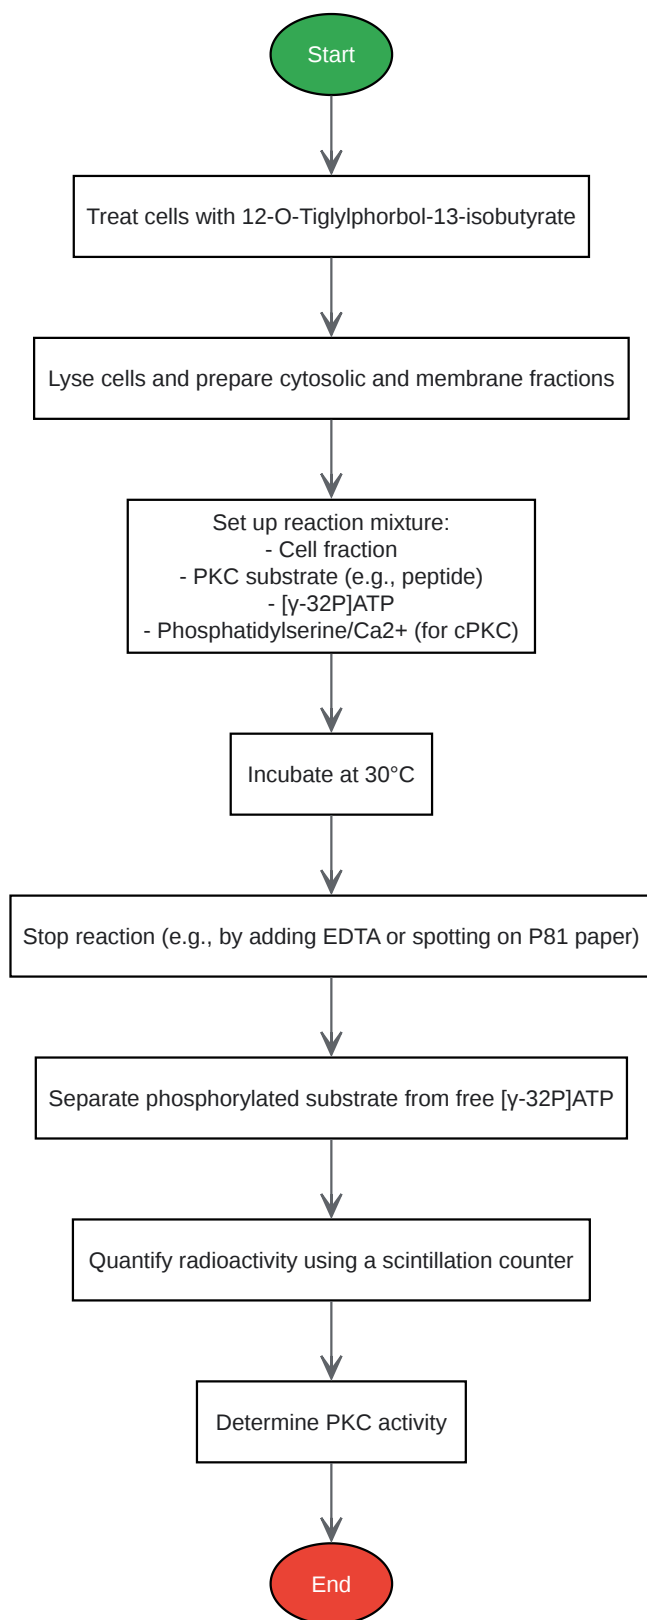 Start
Treat cells with 12-O-Tiglylphorbol-13-isobutyrate
Lyse cells and prepare cytosolic and membrane fractions
Set up reaction mixture:
- Cell fraction
- PKC substrate (e.g., peptide)
- [γ-32P]ATP
- Phosphatidylserine/Ca2+ (for cPKC)
Incubate at 30°C
Stop reaction (e.g., by adding EDTA or spotting on P81 paper)
Separate phosphorylated substrate from free [γ-32P]ATP
Quantify radioactivity using a scintillation counter
Determine PKC activity
End